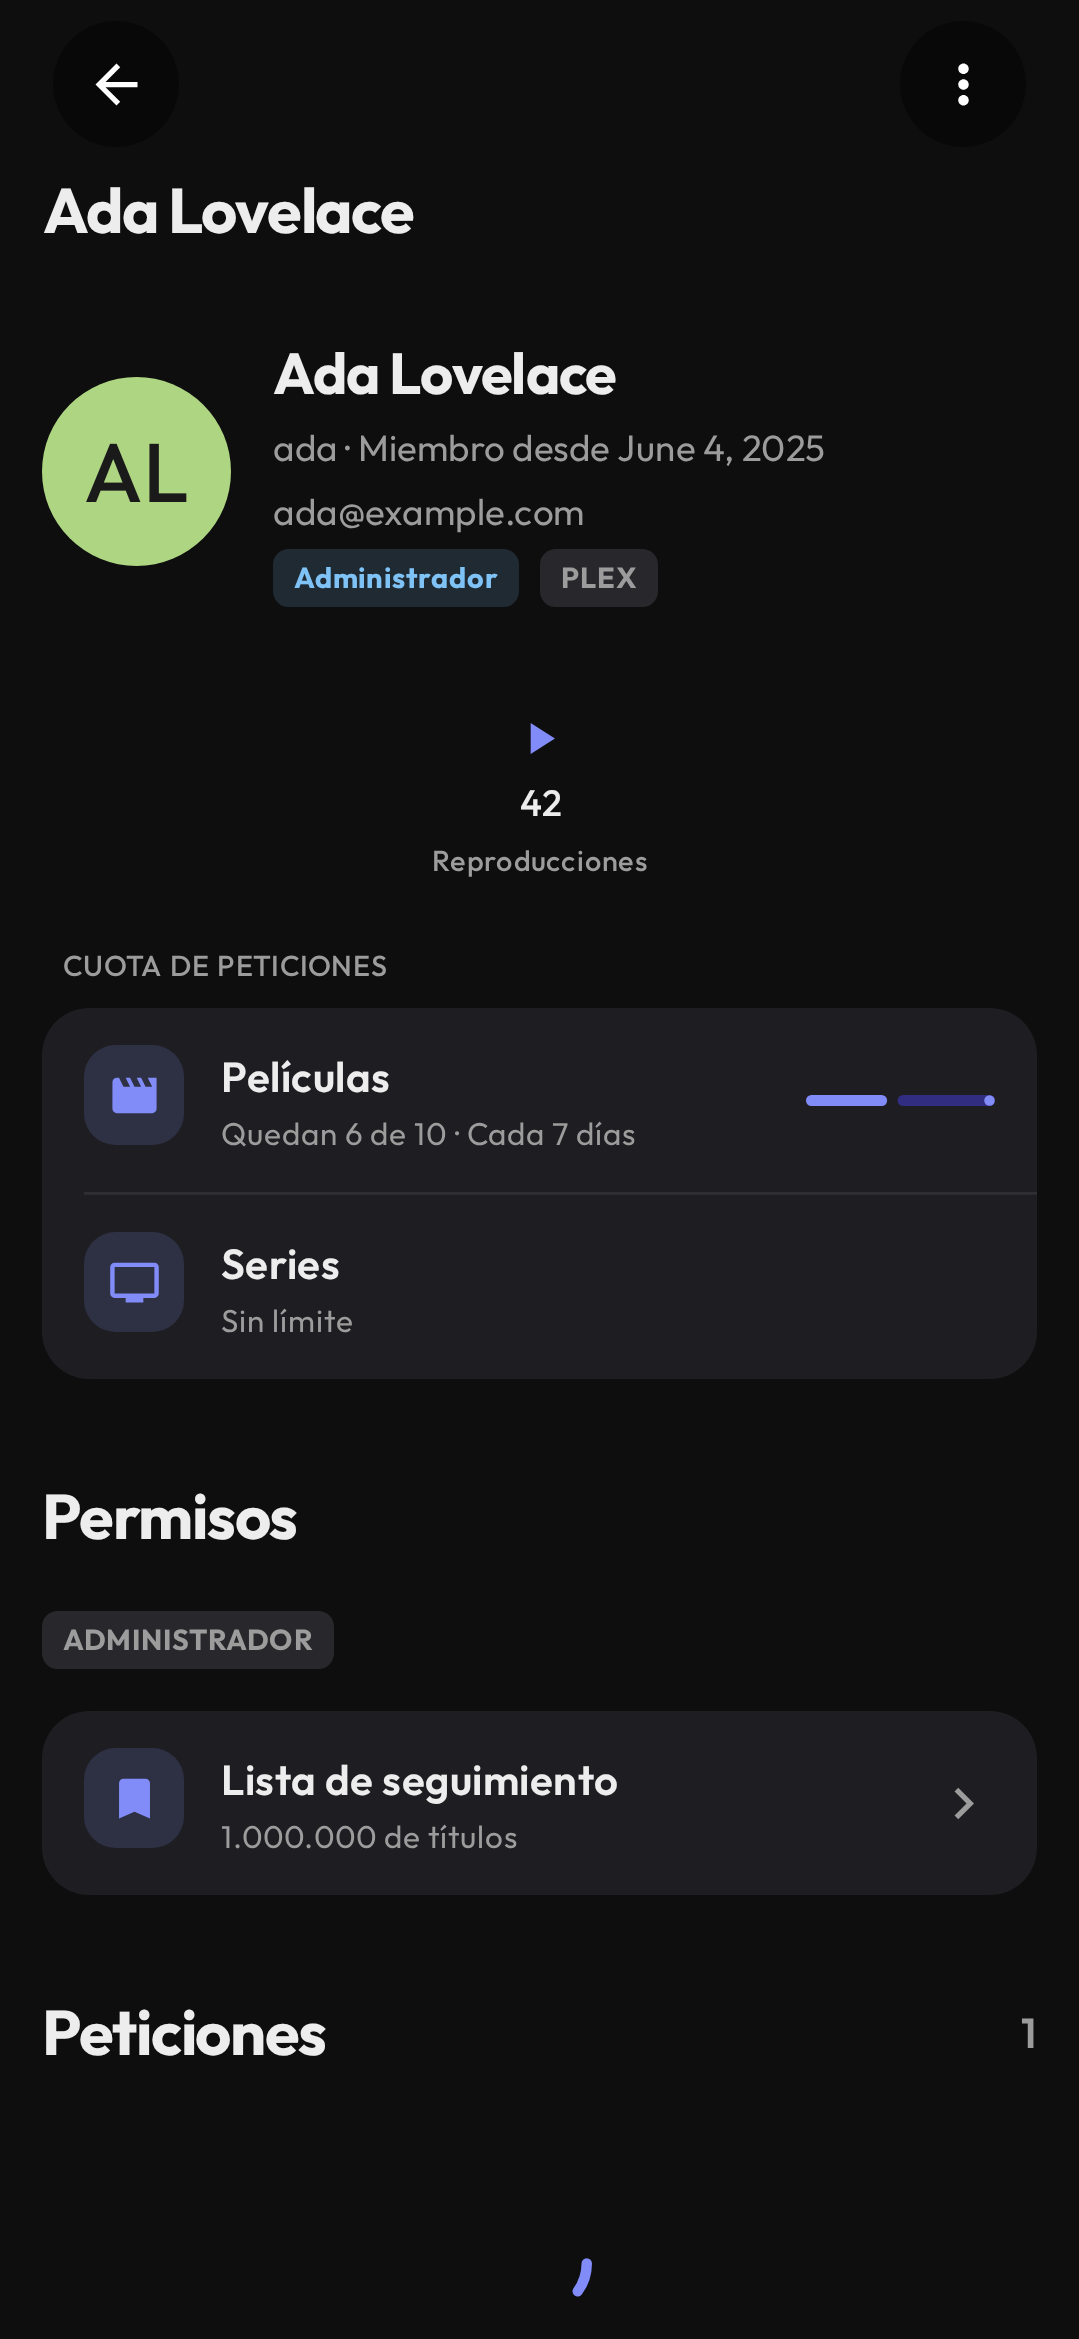 Ada Lovelace
AL
Ada Lovelace
ada · Miembro desde June 4, 2025
ada@example.com
Administrador
PLEX
42
Reproducciones
CUOTA DE PETICIONES
Películas
Quedan 6 de 10 · Cada 7 días
Series
Sin límite
Permisos
ADMINISTRADOR
Lista de seguimiento
1.000.000 de títulos
Peticiones
1